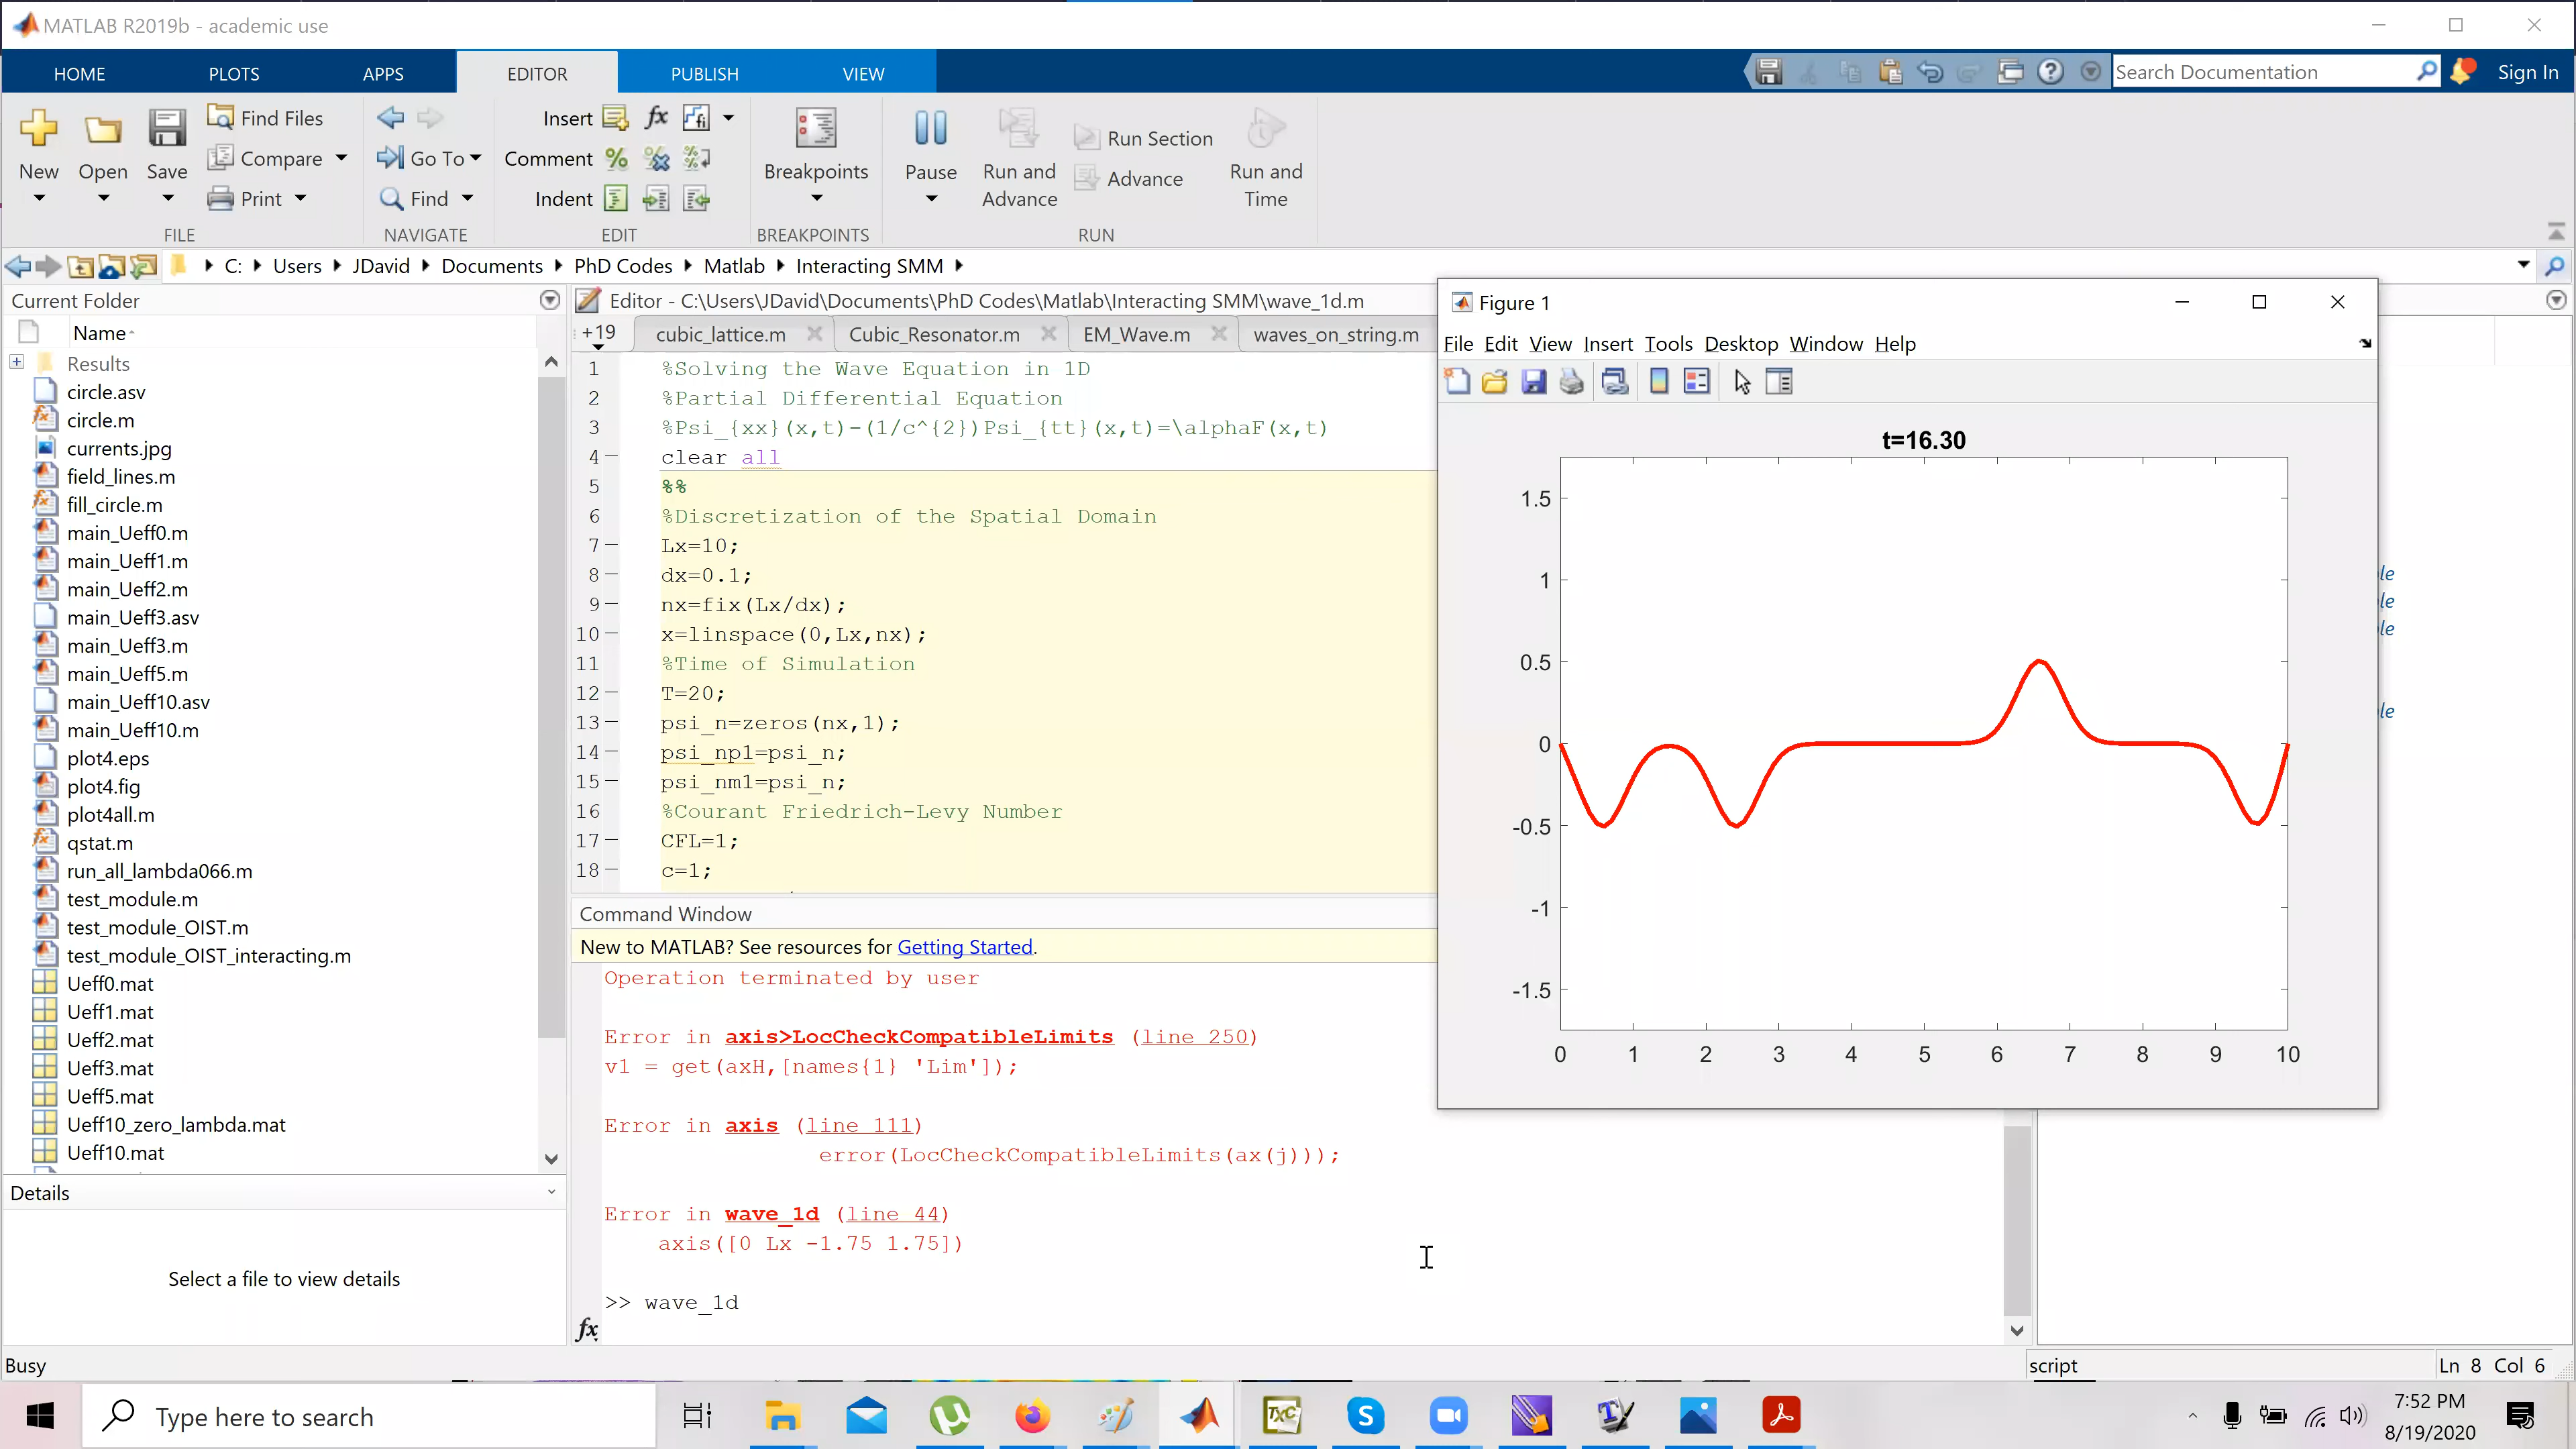 MATLAB R2019b - academic use
HOME PLOTS APPS EDITOR PUBLISH VIEW
Search Documentation
Sign In
New Open Save
Find Files
Compare
Print
FILE
Go To
Find
NAVIGATE
Insert
Comment
Indent
EDIT
Breakpoints
BREAKPOINTS
Pause
Run and Advance
Run Section
Advance
Run and Time
RUN
C: Users JDavid Documents PhD Codes Matlab Interacting SMM
Current Folder
Name
Results
circle.asv
circle.m
currents.jpg
field_lines.m
fill_circle.m
main_Ueff0.m
main_Ueff1.m
main_Ueff2.m
main_Ueff3.asv
main_Ueff3.m
main_Ueff5.m
main_Ueff10.asv
main_Ueff10.m
plot4.eps
plot4.fig
plot4all.m
qstat.m
run_all_lambda066.m
test_module.m
test_module_OIST.m
test_module_OIST_interacting.m
Ueff0.mat
Ueff1.mat
Ueff2.mat
Ueff3.mat
Ueff5.mat
Ueff10_zero_lambda.mat
Ueff10.mat
Details
Select a file to view details
Editor - C:\Users\JDavid\Documents\PhD Codes\Matlab\Interacting SMM\wave_1d.m
+19 cubic_lattice.m Cubic_Resonator.m EM_Wave.m waves_on_string.m
1 %Solving the Wave Equation in 1D
2 %Partial Differential Equation
3 %Psi_{xx}(x,t)-(1/c^{2})Psi_{tt}(x,t)=\alphaF(x,t)
4 clear all
5 %%
6 %Discretization of the Spatial Domain
7 Lx=10;
8 dx=0.1;
9 nx=fix(Lx/dx);
10 x=linspace(0,Lx,nx);
11 %Time of Simulation
12 T=20;
13 psi_n=zeros(nx,1);
14 psi_np1=psi_n;
15 psi_nm1=psi_n;
16 %Courant Friedrich-Levy Number
17 CFL=1;
18 c=1;
Command Window
New to MATLAB? See resources for Getting Started.
Operation terminated by user
Error in axis>LocCheckCompatibleLimits (line 250)
v1 = get(axH,[names{1} 'Lim']);
Error in axis (line 111)
error(LocCheckCompatibleLimits(ax(j)));
Error in wave_1d (line 44)
axis([0 Lx -1.75 1.75])
>> wave_1d
fx
Figure 1
File Edit View Insert Tools Desktop Window Help
t=16.30
1.5
1
0.5
0
-0.5
-1
-1.5
0 1 2 3 4 5 6 7 8 9 10
le
le
le
le
Busy
script
Ln 8 Col 6
Type here to search
TXC
7:52 PM
8/19/2020